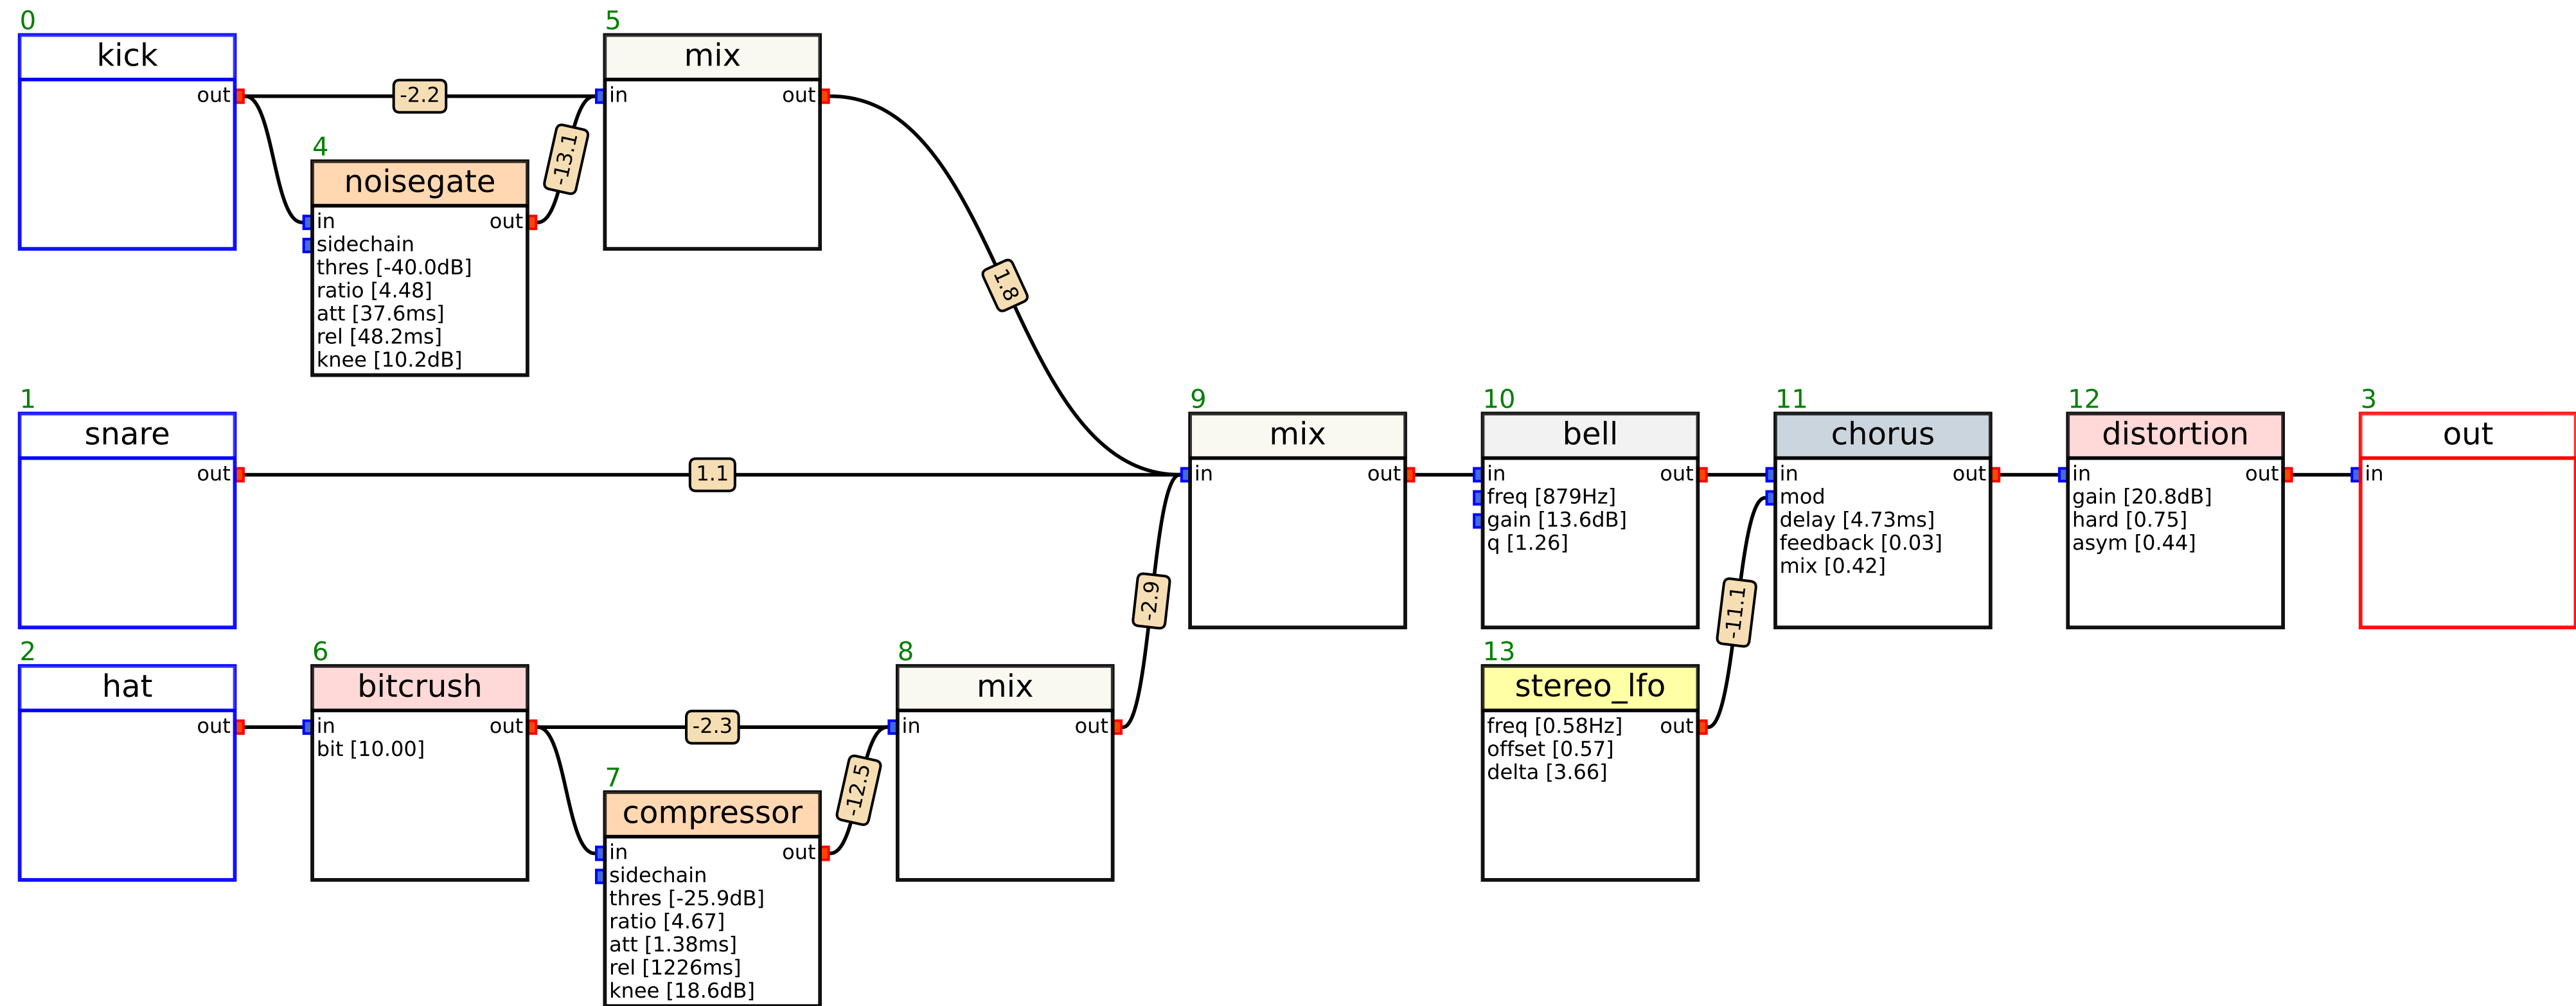 0
kick
out
-2.2
-13.1
4
noisegate
in out
sidechain
thres [-40.0dB]
ratio [4.48]
att [37.6ms]
rel [48.2ms]
knee [10.2dB]
5
mix
in out
1.8
1
snare
out
1.1
2
hat
out
6
bitcrush
in out
bit [10.00]
-2.3
-12.5
7
compressor
in out
sidechain
thres [-25.9dB]
ratio [4.67]
att [1.38ms]
rel [1226ms]
knee [18.6dB]
8
mix
in out
-2.9
9
mix
in out
10
bell
in out
freq [879Hz]
gain [13.6dB]
q [1.26]
13
stereo_lfo
freq [0.58Hz] out
offset [0.57]
delta [3.66]
-11.1
11
chorus
in out
mod
delay [4.73ms]
feedback [0.03]
mix [0.42]
12
distortion
in out
gain [20.8dB]
hard [0.75]
asym [0.44]
3
out
in